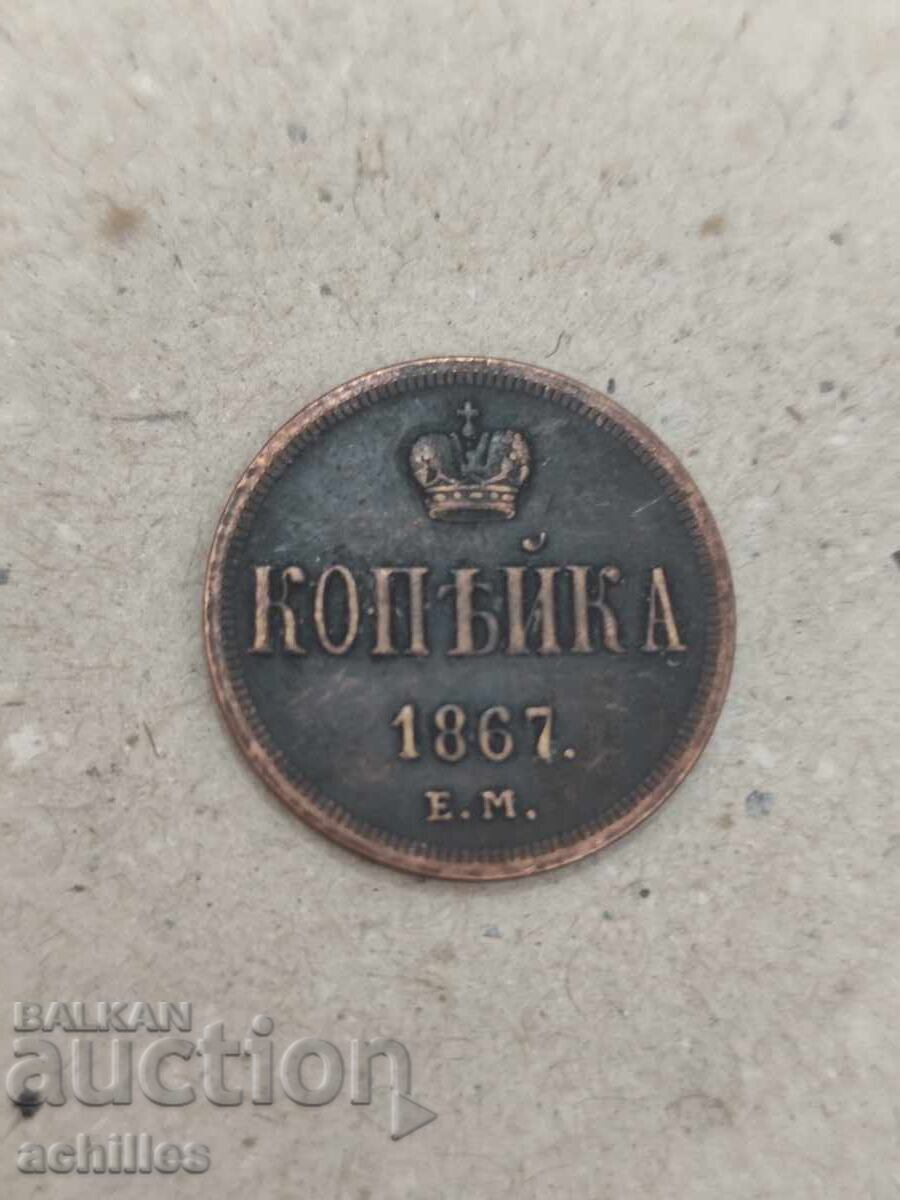 КОПѢЙКА
1867.
Е.М.
BALKAN
auction
achilles